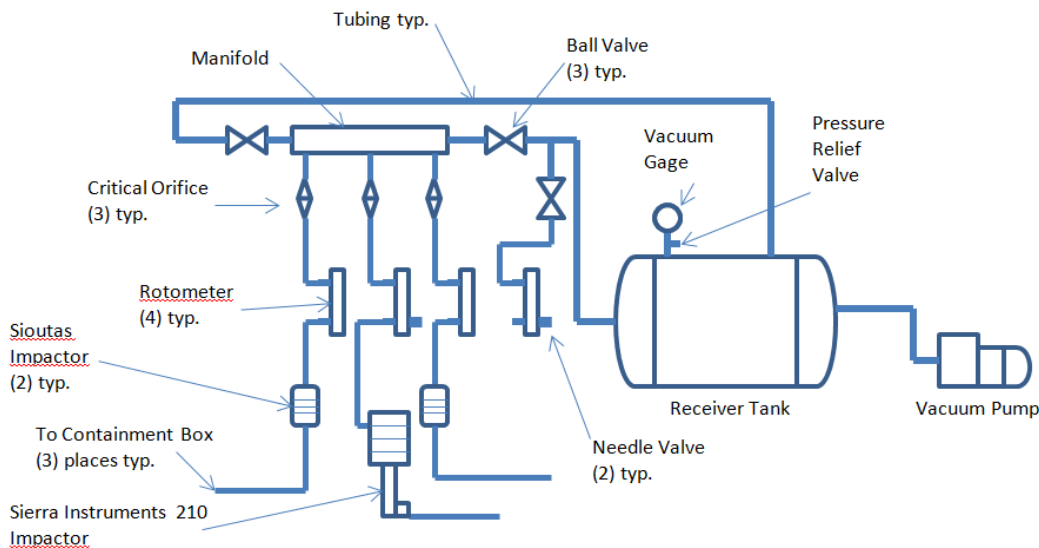 Tubing typ.
Manifold
Ball Valve
(3) typ.
Vacuum
Gage
Pressure
Relief
Valve
Critical Orifice
(3) typ.
Rotometer
(4) typ.
Sioutas
Impactor
(2) typ.
Receiver Tank
Vacuum Pump
To Containment Box
(3) places typ.
Needle Valve
(2) typ.
Sierra Instruments 210
Impactor